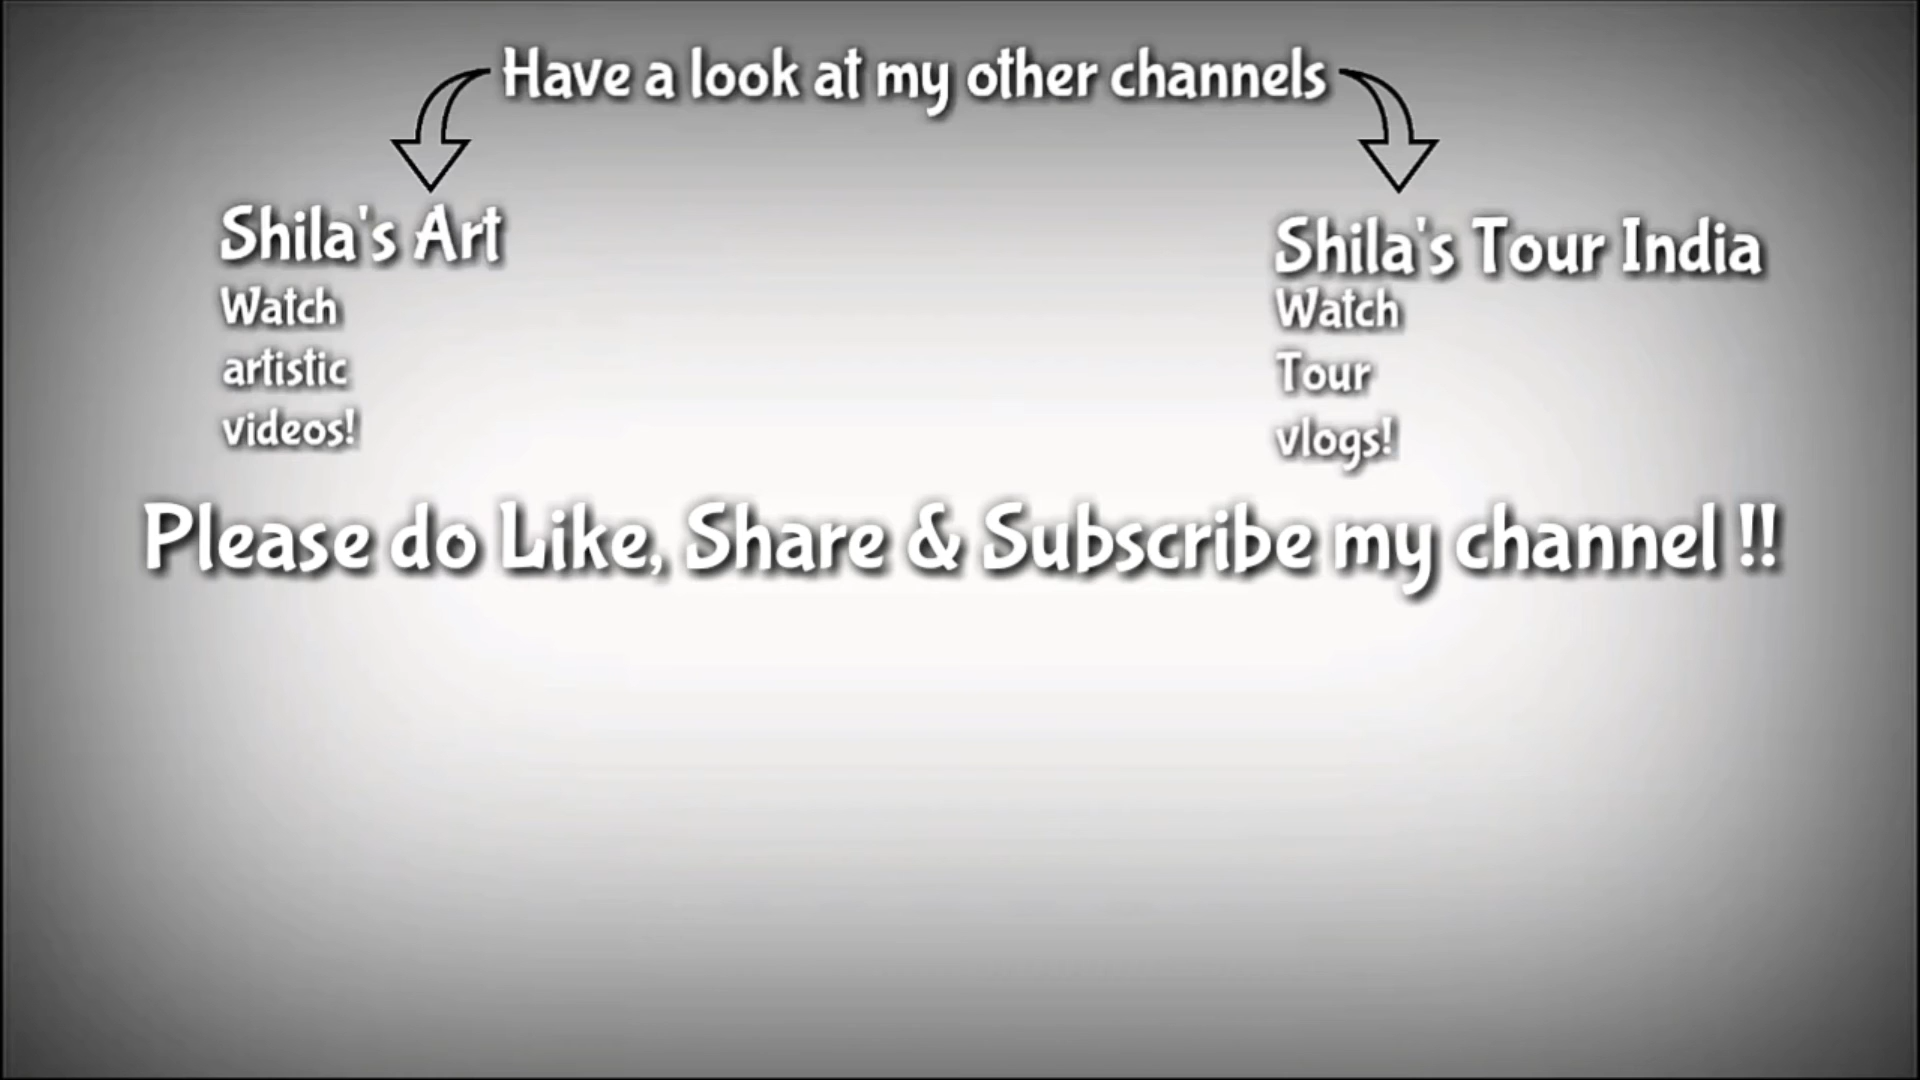 Have a look at my other channels
Shila's Art
Watch
artistic
videos!
Shila's Tour India
Watch
Tour
vlogs!
Please do Like, Share & Subscribe my channel !!